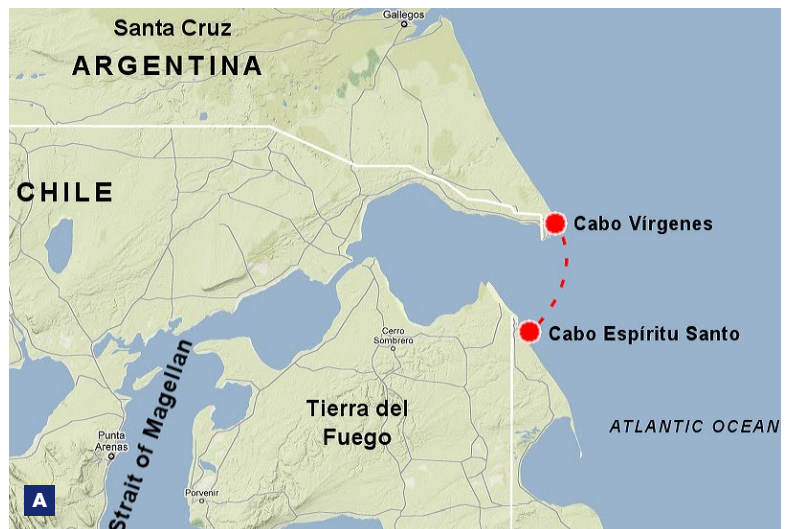 Gallegos
Santa Cruz
ARGENTINA
CHILE
Cabo Vírgenes
Cabo Espíritu Santo
Cerro
Sombrero
Strait of Magellan
Tierra del
Fuego
ATLANTIC OCEAN
Punta
Arenas
Porvenir
A